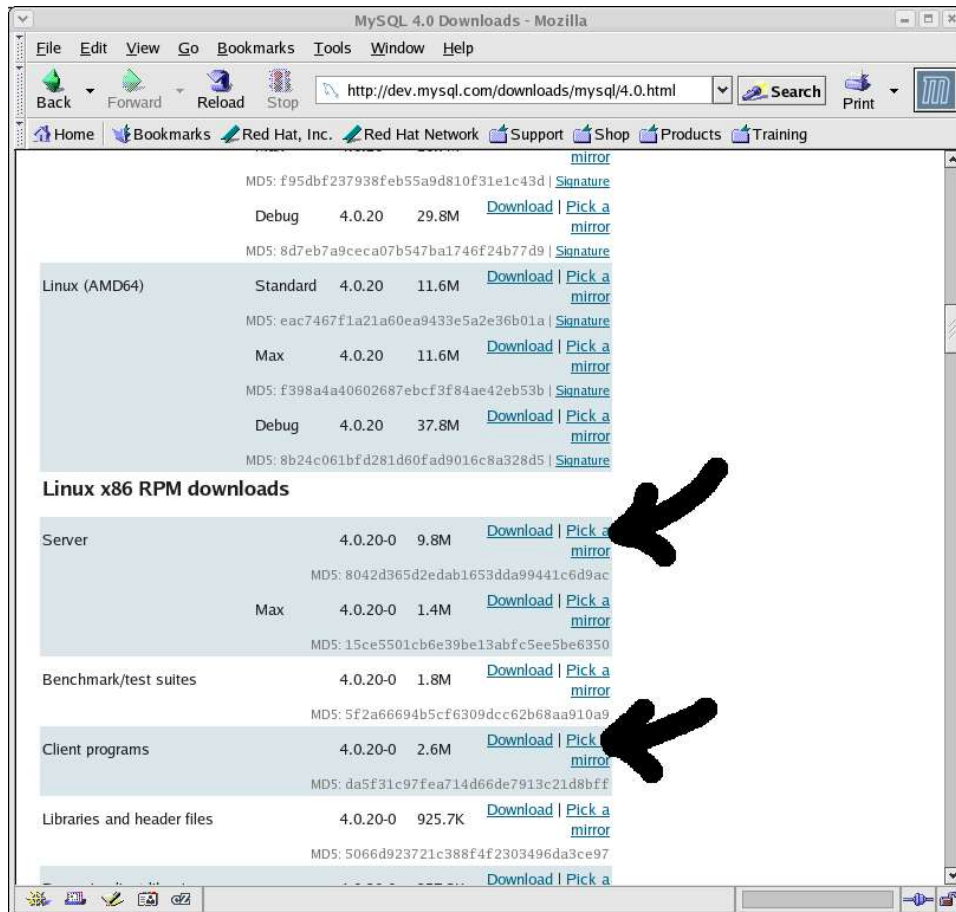 MySQL 4.0 Downloads - Mozilla
File Edit View Go Bookmarks Tools Window Help
Back Forward Reload Stop http://dev.mysql.com/downloads/mysql/4.0.html Search Print
Home Bookmarks Red Hat, Inc. Red Hat Network Support Shop Products Training
mirror
MD5: f95dbf237938feb55a9d810f31e1c43d | Signature
Debug 4.0.20 29.8M Download | Pick a
mirror
MD5: 8d7eb7a9ceca07b547ba1746f24b77d9 | Signature
Linux (AMD64) Standard 4.0.20 11.6M Download | Pick a
mirror
MD5: eac7467f1a21a60ea9433e5a2e36b01a | Signature
Max 4.0.20 11.6M Download | Pick a
mirror
MD5: f398a4a40602687ebcf3f84ae42eb53b | Signature
Debug 4.0.20 37.8M Download | Pick a
mirror
MD5: 8b24c061bfd281d60fad9016c8a328d5 | Signature
Linux x86 RPM downloads
Server 4.0.20-0 9.8M Download | Pick a
mirror
MD5: 8042d365d2edab1653dda99441c6d9ac
Max 4.0.20-0 1.4M Download | Pick a
mirror
MD5: 15ce5501cb6e39be13abfc5ee5be6350
Benchmark/test suites 4.0.20-0 1.8M Download | Pick a
mirror
MD5: 5f2a66694b5cf6309dcc62b68aa910a9
Client programs 4.0.20-0 2.6M Download | Pick
mirror
MD5: da5f31c97fea714d66de7913c21d8bff
Libraries and header files 4.0.20-0 925.7K Download | Pick a
mirror
MD5: 5066d923721c388f4f2303496da3ce97
Download | Pick a